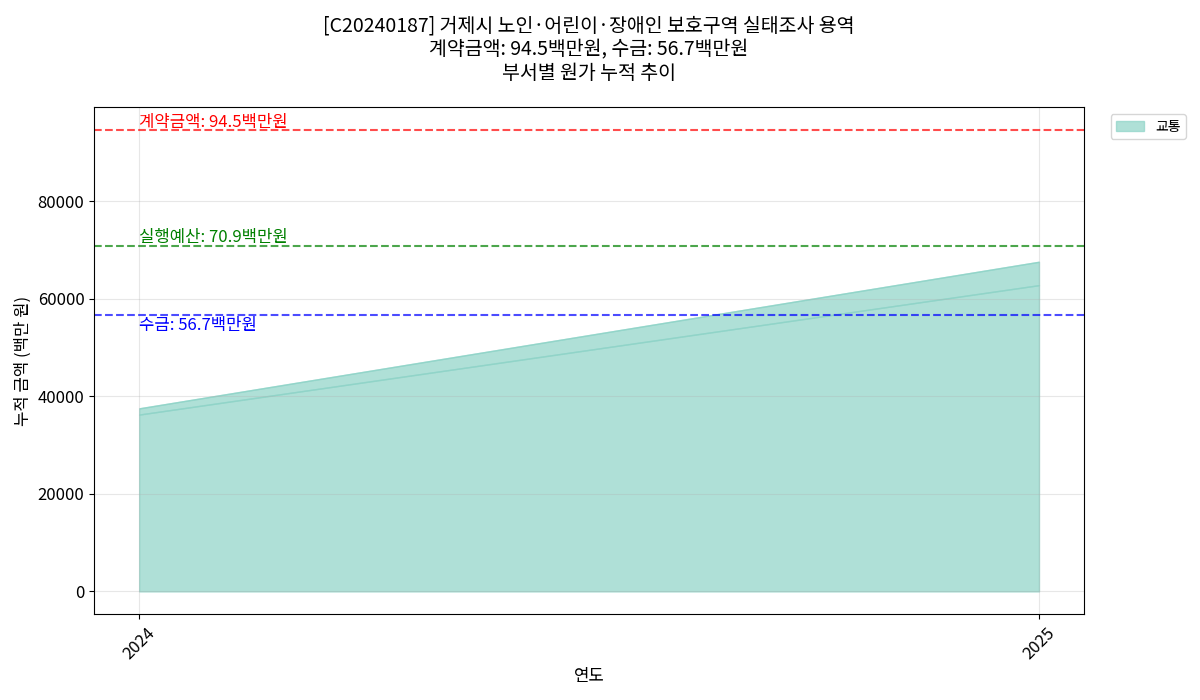 [C20240187] 거제시 노인·어린이·장애인 보호구역 실태조사 용역
계약금액: 94.5백만원, 수금: 56.7백만원
부서별 원가 누적 추이
계약금액: 94.5백만원
교통
80000
실행예산: 70.9백만원
60000
수금: 56.7백만원
누적 금액 (백만 원)
40000
20000
0
2024
2025
연도